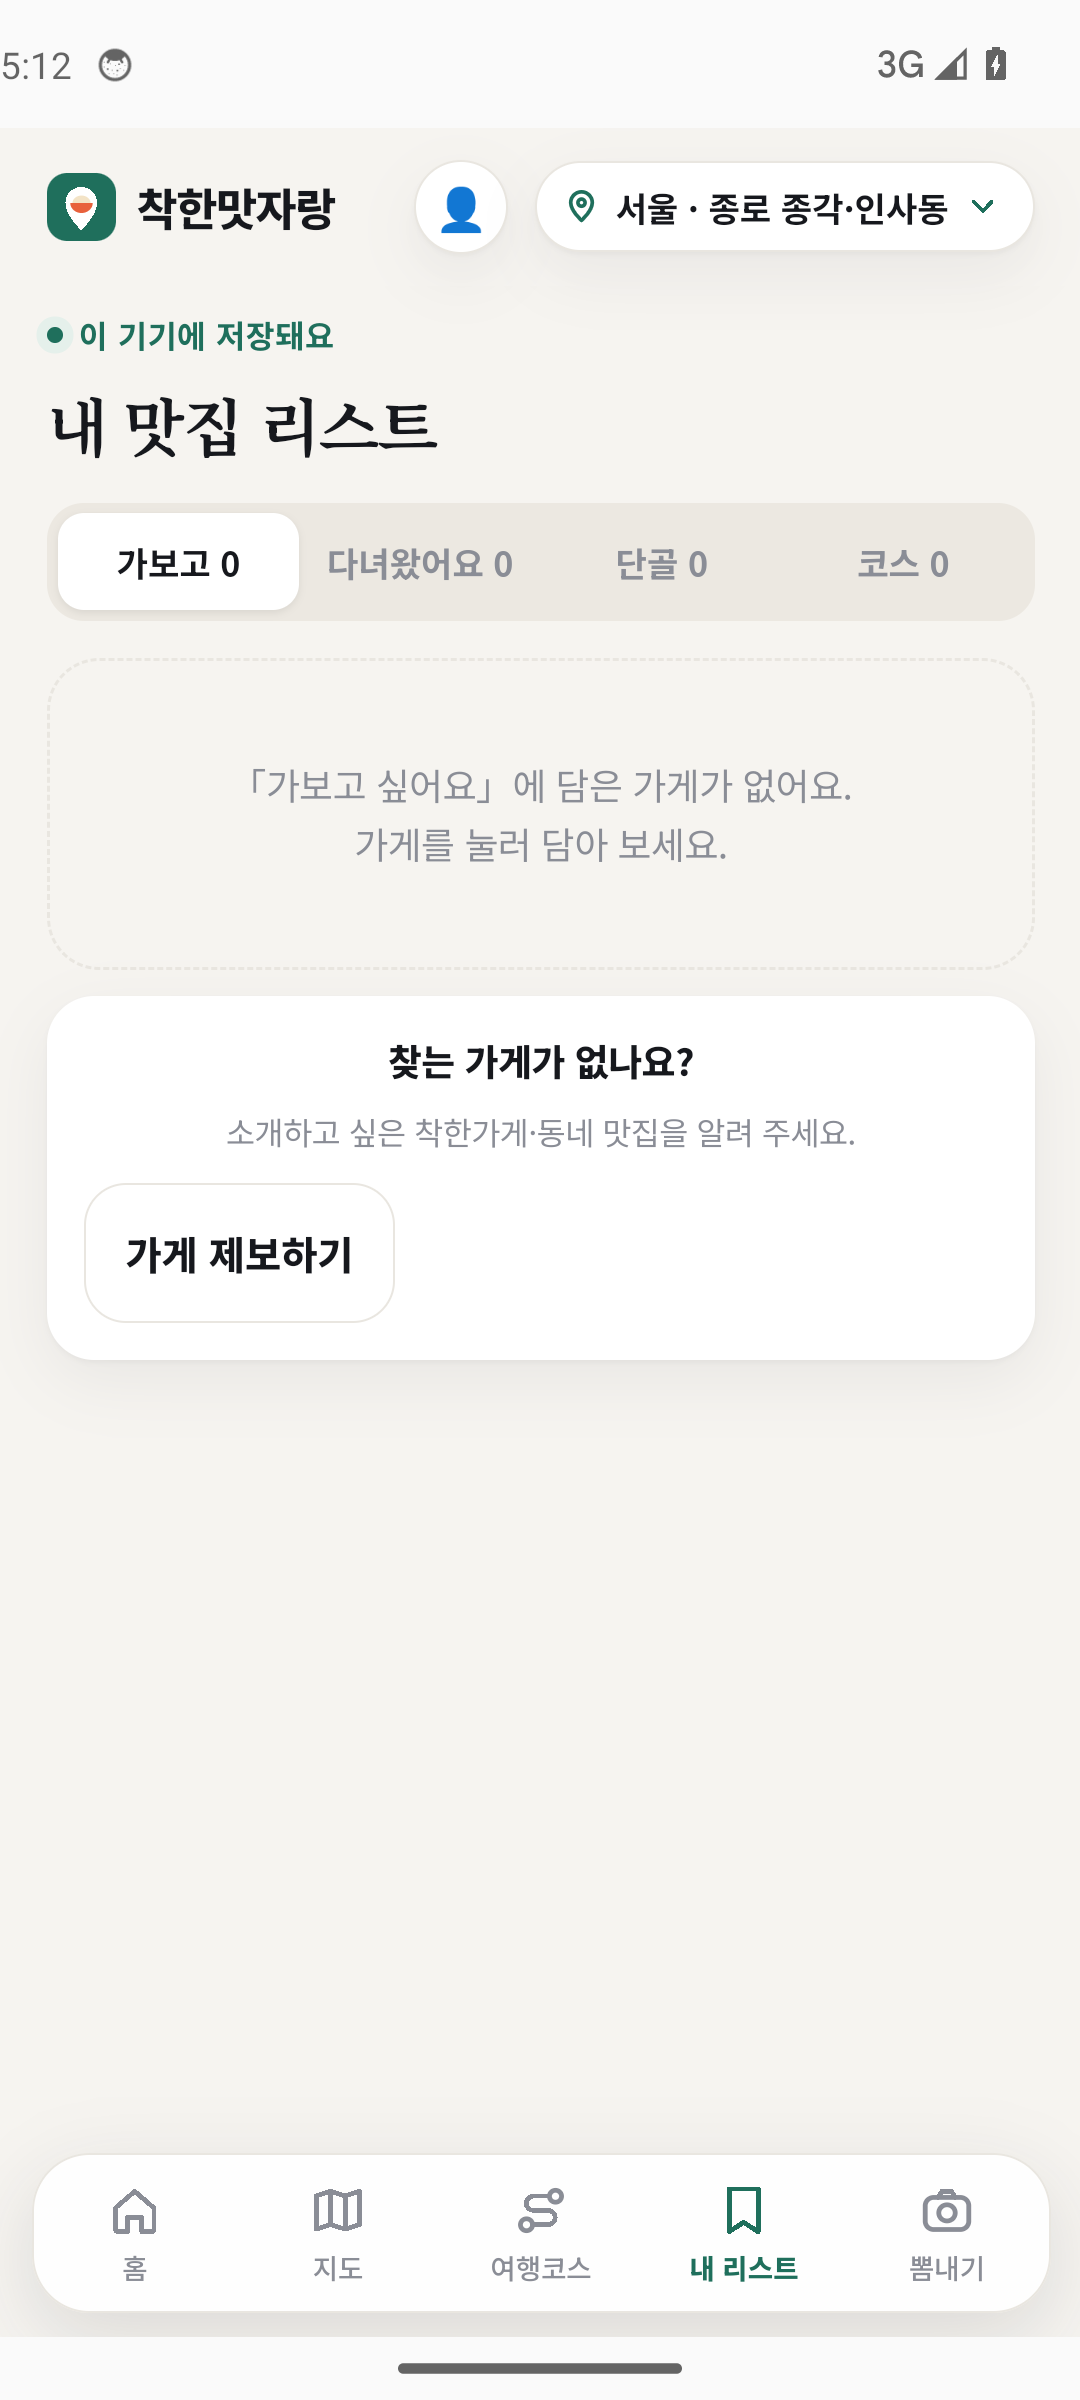 5:12
3G
착한맛자랑
서울 · 종로 종각·인사동
이 기기에 저장돼요
내 맛집 리스트
가보고 0
다녀왔어요 0
단골 0
코스 0
「가보고 싶어요」에 담은 가게가 없어요.
가게를 눌러 담아 보세요.
찾는 가게가 없나요?
소개하고 싶은 착한가게·동네 맛집을 알려 주세요.
가게 제보하기
홈
지도
여행코스
내 리스트
뽐내기